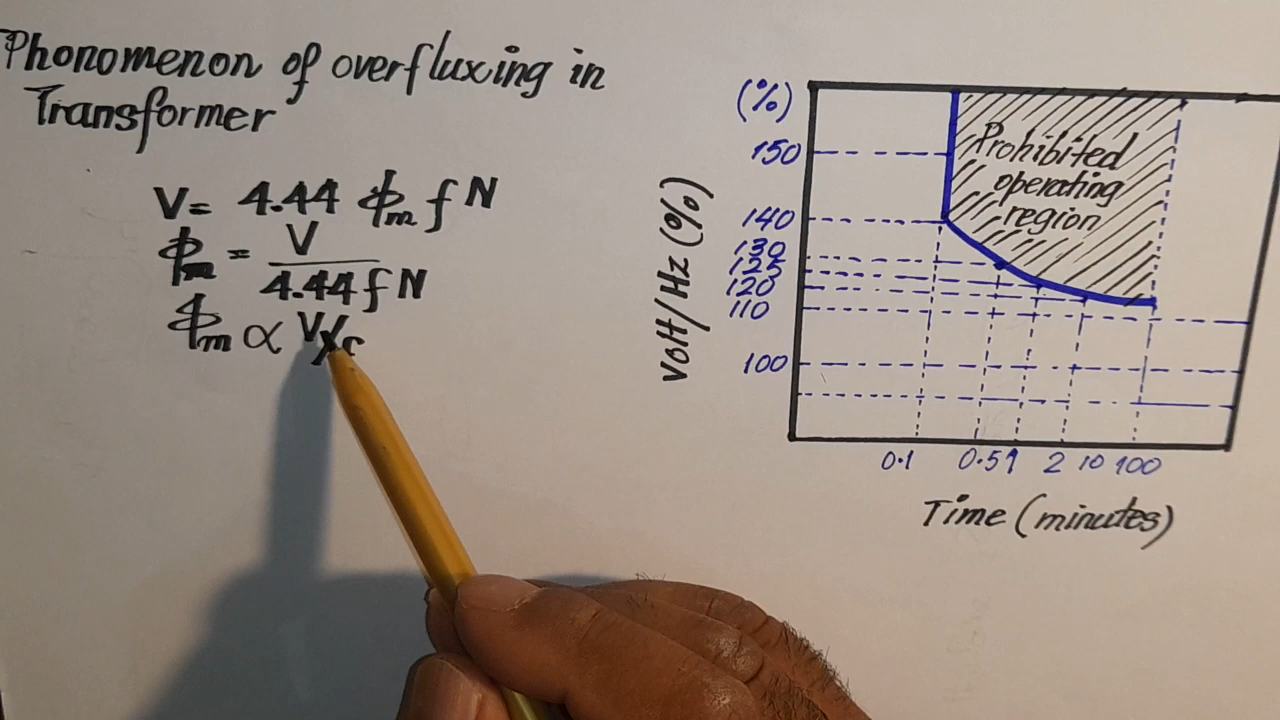 Phonomenon of overfluxing in
Transformer
V= 4.44 ϕm f N
ϕm = V
4.44 f N
ϕm ∝ V/
(%)
150
140
130
125
120
110
100
Volt/Hz (%)
Prohibited
operating
region
0.1 0.5 1 2 10 100
Time (minutes)